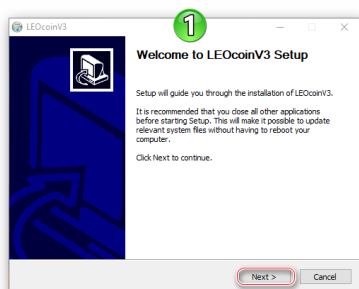 1
LEOcoinV3
Welcome to LEOcoinV3 Setup
Setup will guide you through the installation of LEOcoinV3.
It is recommended that you close all other applications
before starting Setup. This will make it possible to update
relevant system files without having to reboot your
computer.
Click Next to continue.
Next >
Cancel